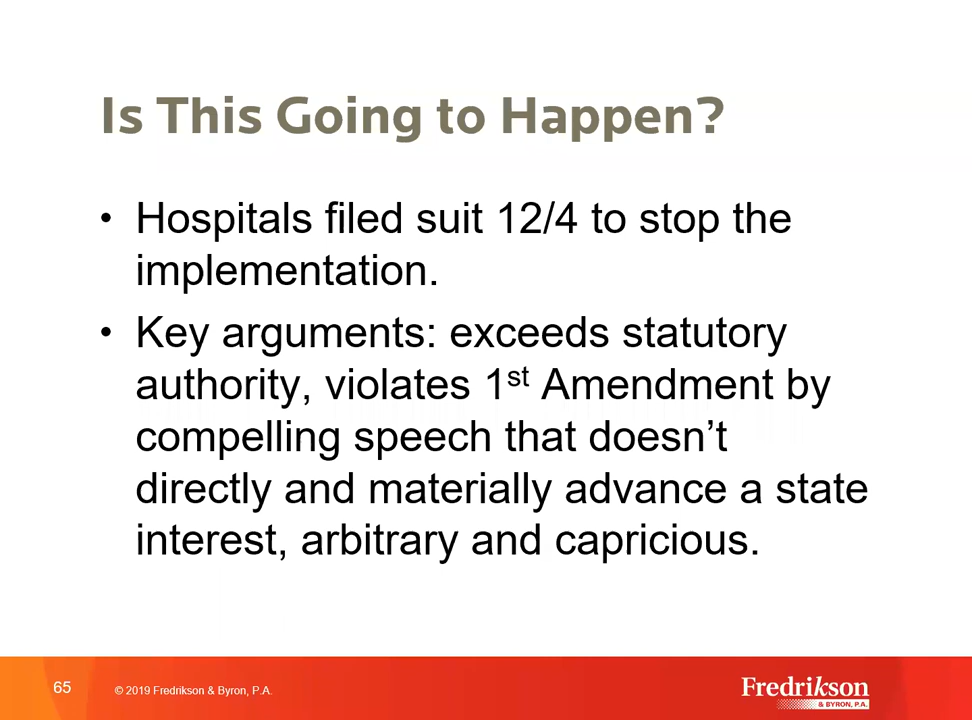 Is This Going to Happen?
• Hospitals filed suit 12/4 to stop the
implementation.
• Key arguments: exceeds statutory
authority, violates 1st Amendment by
compelling speech that doesn’t
directly and materially advance a state
interest, arbitrary and capricious.
65
© 2019 Fredrikson & Byron, P.A.
Fredrikson
& BYRON, P.A.